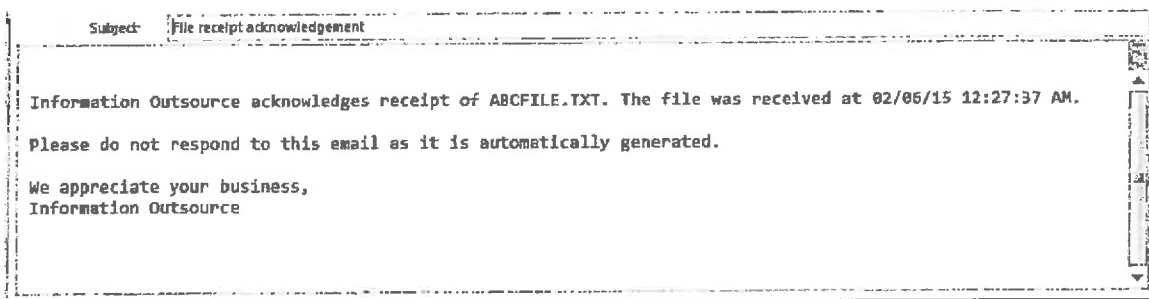 Subject: File receipt acknowledgement
Information Outsource acknowledges receipt of ABCFILE.TXT. The file was received at 02/06/15 12:27:37 AM.
Please do not respond to this email as it is automatically generated.
We appreciate your business,
Information Outsource